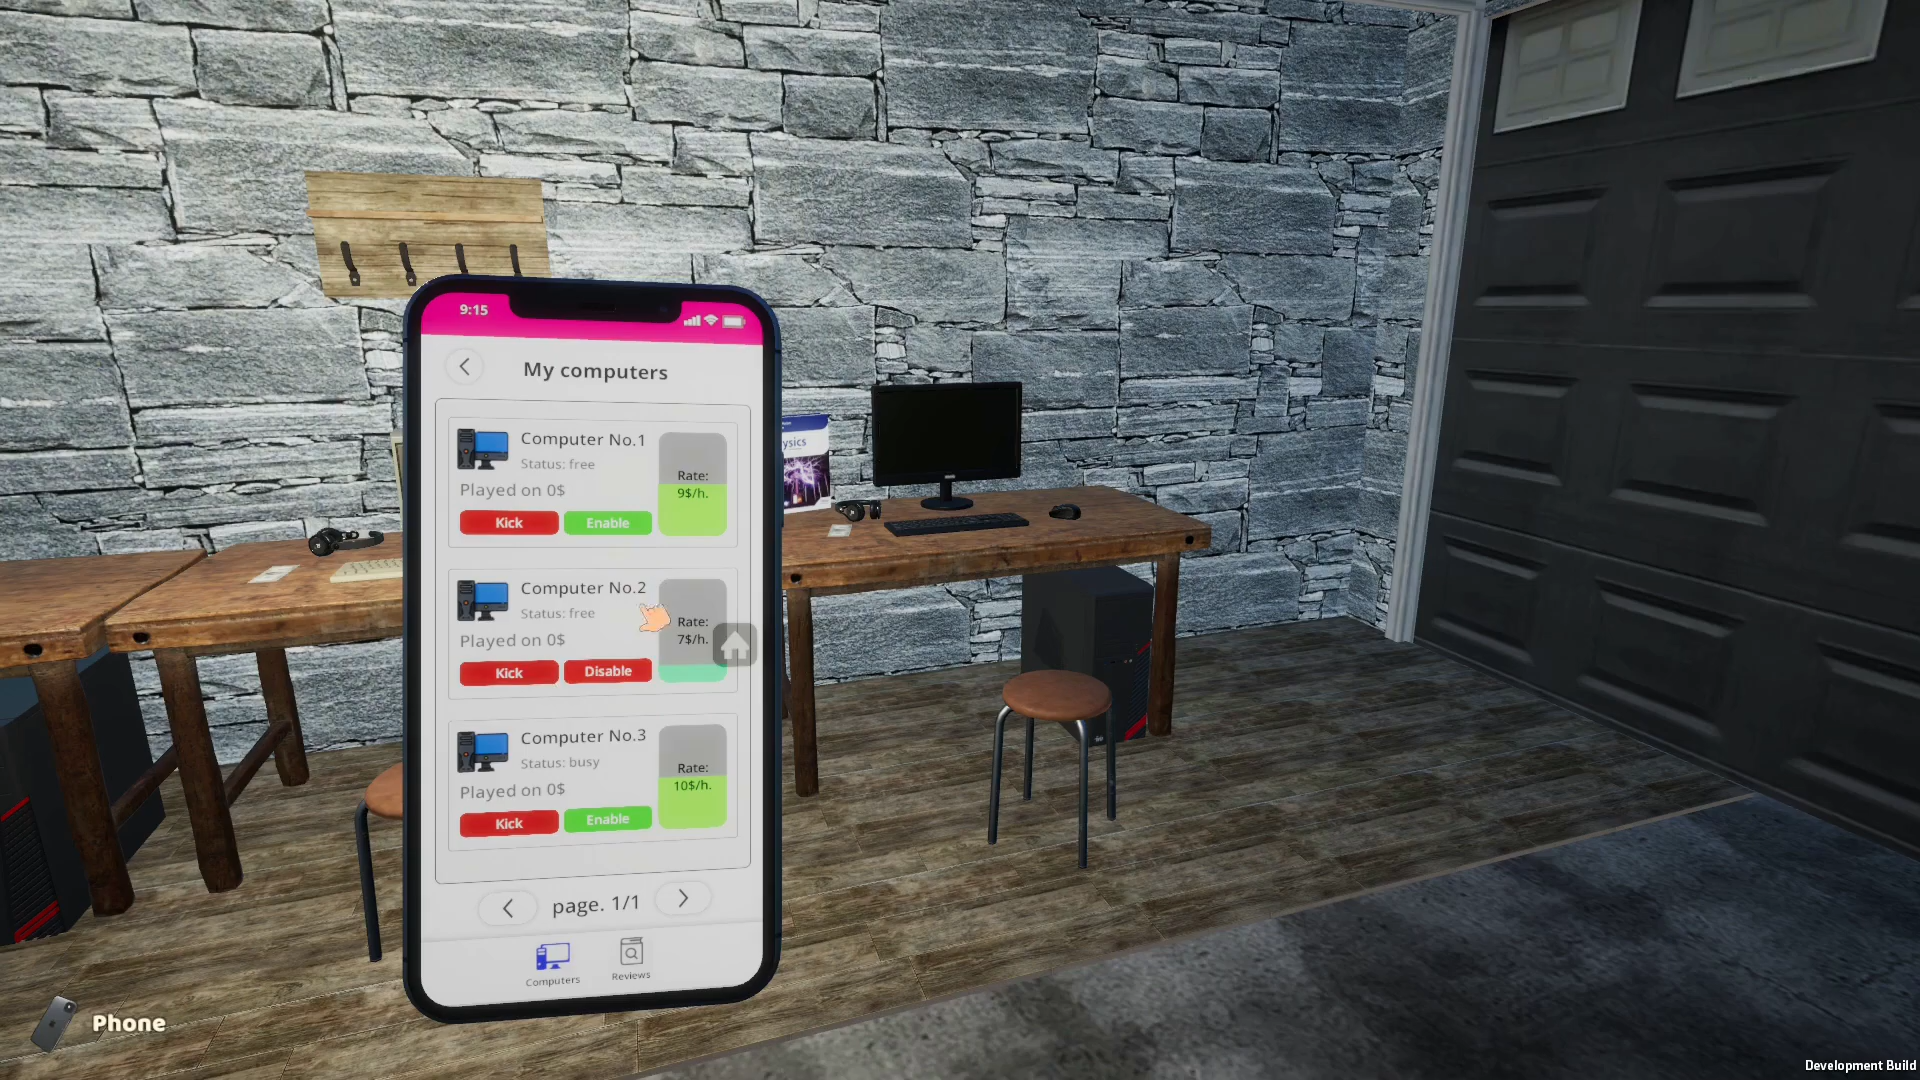 9:15
My computers
Computer No.1
Status: free
Played on 0$
Rate:
9$/h.
Kick
Enable
Computer No.2
Status: free
Played on 0$
Rate:
7$/h.
Kick
Disable
Computer No.3
Status: busy
Played on 0$
Rate:
10$/h.
Kick
Enable
page. 1/1
Computers
Reviews
ysics
Phone
Development Build